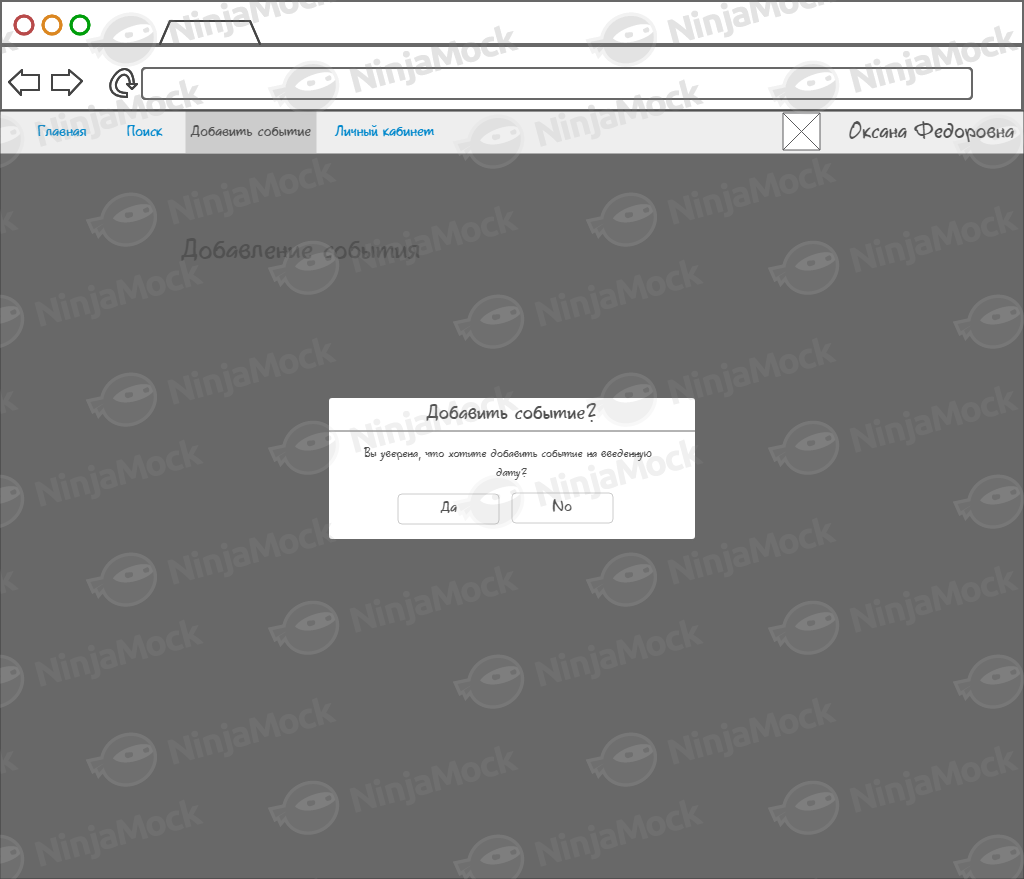 Главная
Поиск
Добавить событие
Личный кабинет
Оксана Федоровна
Добавление события
Добавить событие?
Вы уверена, что хотите добавить событие на введенную
дату?
Да
No
NinjaMock